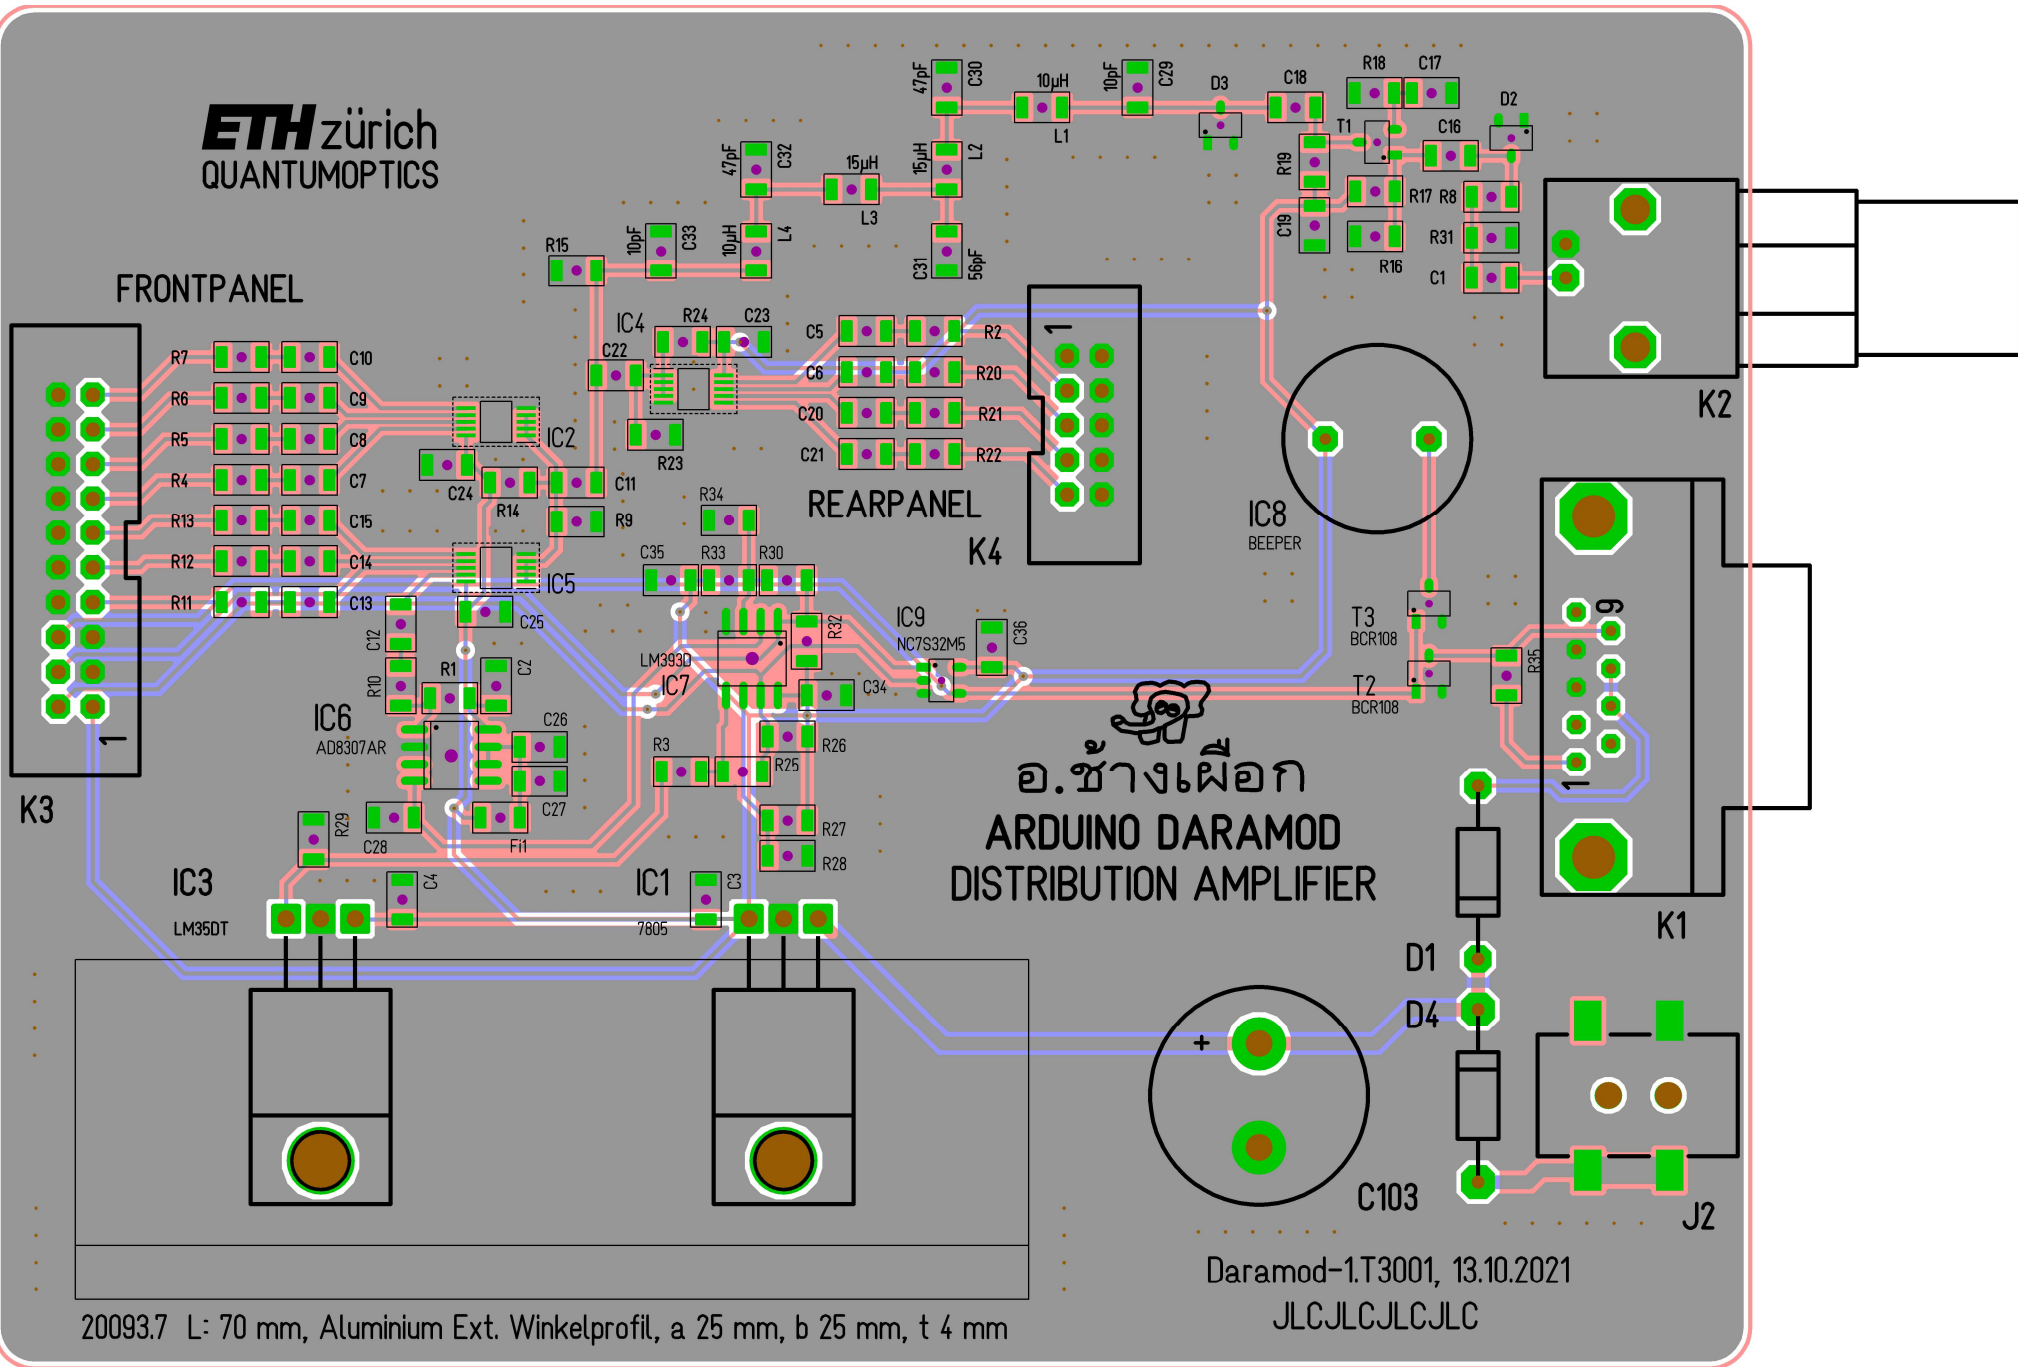 ETH zürich
QUANTUMOPTICS
FRONTPANEL
47pF
C30
10µH
L1
10pF
C29
D3
C18
R18
C17
D2
T1
C16
R19
C19
R17
R8
R31
R16
C1
47pF
C32
15µH
L3
15µH
L2
R15
10pF
C33
10µH
L4
C31
56pF
IC4
R24
C23
C22
R23
C5
R2
C6
R20
C20
R21
C21
R22
1
REARPANEL
K4
K2
R7
C10
R6
C9
R5
C8
R4
C7
R13
C15
R12
C14
R11
C13
IC2
C24
R14
C11
R9
IC5
C25
R34
C35
R33
R30
IC8
BEEPER
T3
BCR108
T2
BCR108
R35
9
1
K1
C12
R10
R1
C2
LM393D
IC7
R32
C34
IC9
NC7S32M5
C36
IC6
AD8307AR
C26
C27
R3
R25
R26
R27
R28
1
K3
R29
C28
Fi1
อ.ช้างเผือก
ARDUINO DARAMOD
DISTRIBUTION AMPLIFIER
IC3
LM35DT
C4
IC1
7805
C3
D1
D4
+
C103
J2
Daramod-1.T3001, 13.10.2021
JLCJLCJLCJLC
20093.7 L: 70 mm, Aluminium Ext. Winkelprofil, a 25 mm, b 25 mm, t 4 mm